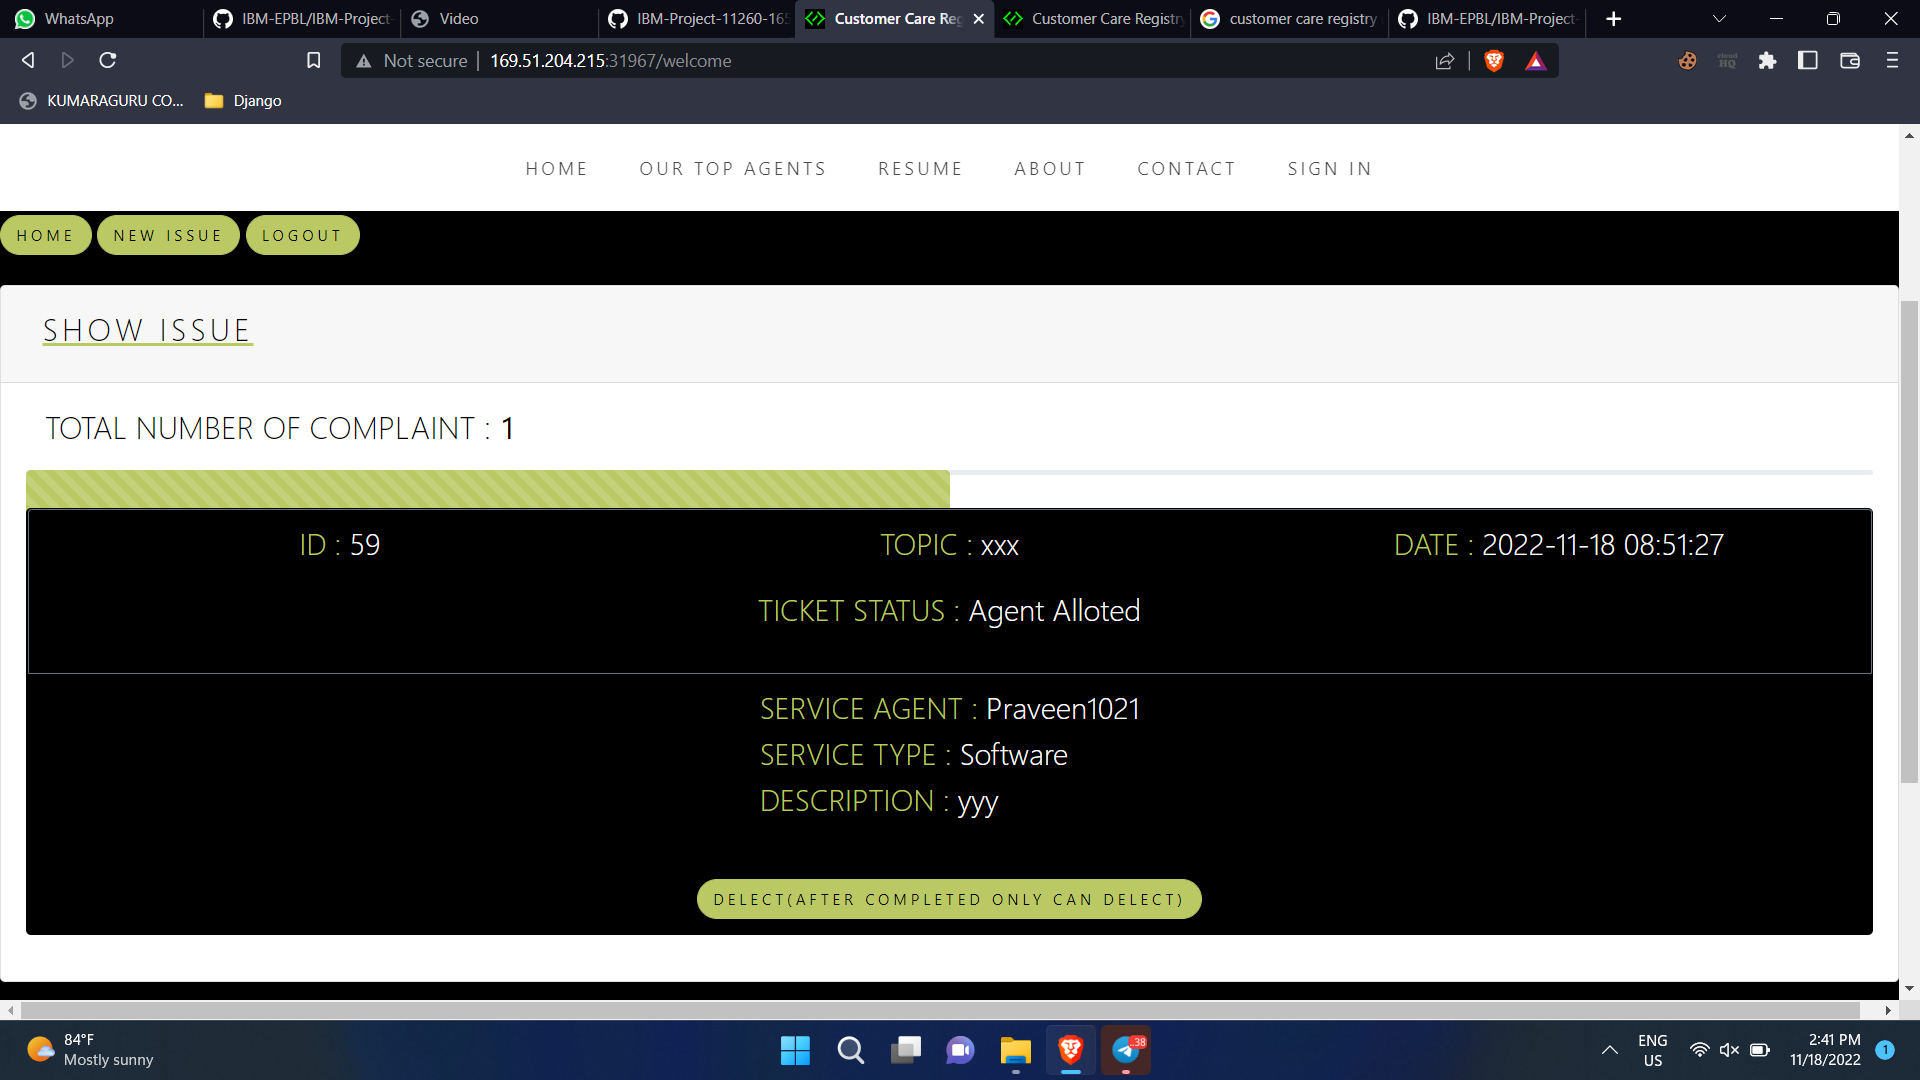 WhatsApp
IBM-EPBL/IBM-Project-
Video
IBM-Project-11260-165
Customer Care Reg
Customer Care Registry
customer care registry
IBM-EPBL/IBM-Project-
Not secure
169.51.204.215:31967/welcome
cloud
HQ
KUMARAGURU CO...
Django
HOME OUR TOP AGENTS RESUME ABOUT CONTACT SIGN IN
HOME NEW ISSUE LOGOUT
SHOW ISSUE
TOTAL NUMBER OF COMPLAINT : 1
ID : 59 TOPIC : xxx DATE : 2022-11-18 08:51:27
TICKET STATUS : Agent Alloted
SERVICE AGENT : Praveen1021
SERVICE TYPE : Software
DESCRIPTION : yyy
DELECT(AFTER COMPLETED ONLY CAN DELECT)
84°F
Mostly sunny
38
ENG
US
2:41 PM
11/18/2022
1